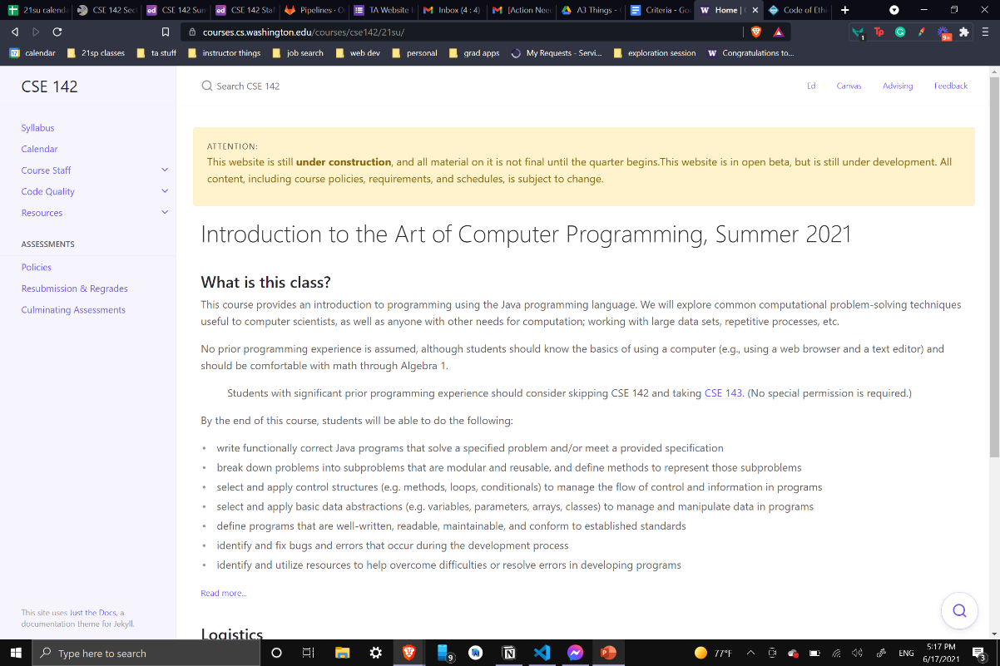 21su calenda
CSE 142 Sect
CSE 142 Sum
CSE 142 Staf
Pipelines · O
TA Website I
Inbox (4 : 4)
[Action Nee
A3 Things -
Criteria - Go
Home |
Code of Ethi
courses.cs.washington.edu/courses/cse142/21su/
1
9+
calendar
21sp classes
ta stuff
instructor things
job search
web dev
personal
grad apps
My Requests - Servi...
exploration session
Congratulations to...
CSE 142
Search CSE 142
Ed
Canvas
Advising
Feedback
Syllabus
Calendar
Course Staff
Code Quality
Resources
ASSESSMENTS
Policies
Resubmission & Regrades
Culminating Assessments
This site uses Just the Docs, a
documentation theme for Jekyll.
ATTENTION:
This website is still under construction, and all material on it is not final until the quarter begins.This website is in open beta, but is still under development. All
content, including course policies, requirements, and schedules, is subject to change.
Introduction to the Art of Computer Programming, Summer 2021
What is this class?
This course provides an introduction to programming using the Java programming language. We will explore common computational problem-solving techniques
useful to computer scientists, as well as anyone with other needs for computation; working with large data sets, repetitive processes, etc.
No prior programming experience is assumed, although students should know the basics of using a computer (e.g., using a web browser and a text editor) and
should be comfortable with math through Algebra 1.
Students with significant prior programming experience should consider skipping CSE 142 and taking CSE 143. (No special permission is required.)
By the end of this course, students will be able to do the following:
• write functionally correct Java programs that solve a specified problem and/or meet a provided specification
• break down problems into subproblems that are modular and reusable, and define methods to represent those subproblems
• select and apply control structures (e.g. methods, loops, conditionals) to manage the flow of control and information in programs
• select and apply basic data abstractions (e.g. variables, parameters, arrays, classes) to manage and manipulate data in programs
• define programs that are well-written, readable, maintainable, and conform to established standards
• identify and fix bugs and errors that occur during the development process
• identify and utilize resources to help overcome difficulties or resolve errors in developing programs
Read more...
Logistics
Type here to search
9
77°F
ENG
5:17 PM
6/17/2021
3